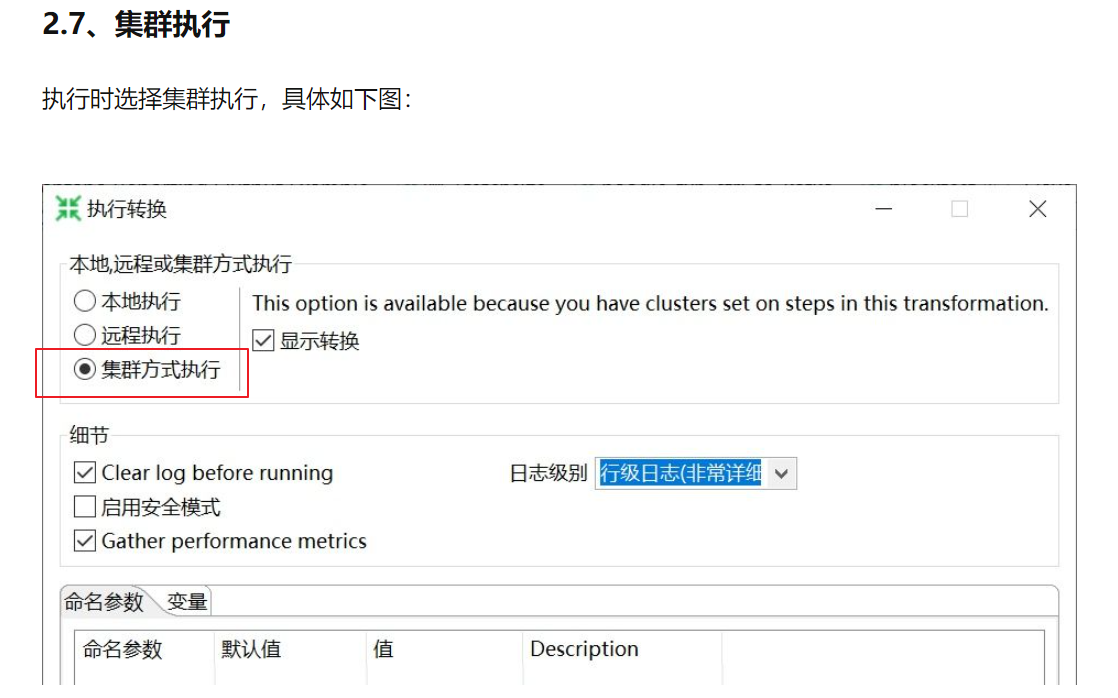 2.7、集群执行
执行时选择集群执行，具体如下图：
执行转换
本地,远程或集群方式执行
本地执行
This option is available because you have clusters set on steps in this transformation.
远程执行
显示转换
集群方式执行
细节
Clear log before running
日志级别
行级日志(非常详细
启用安全模式
Gather performance metrics
命名参数
变量
命名参数
默认值
值
Description